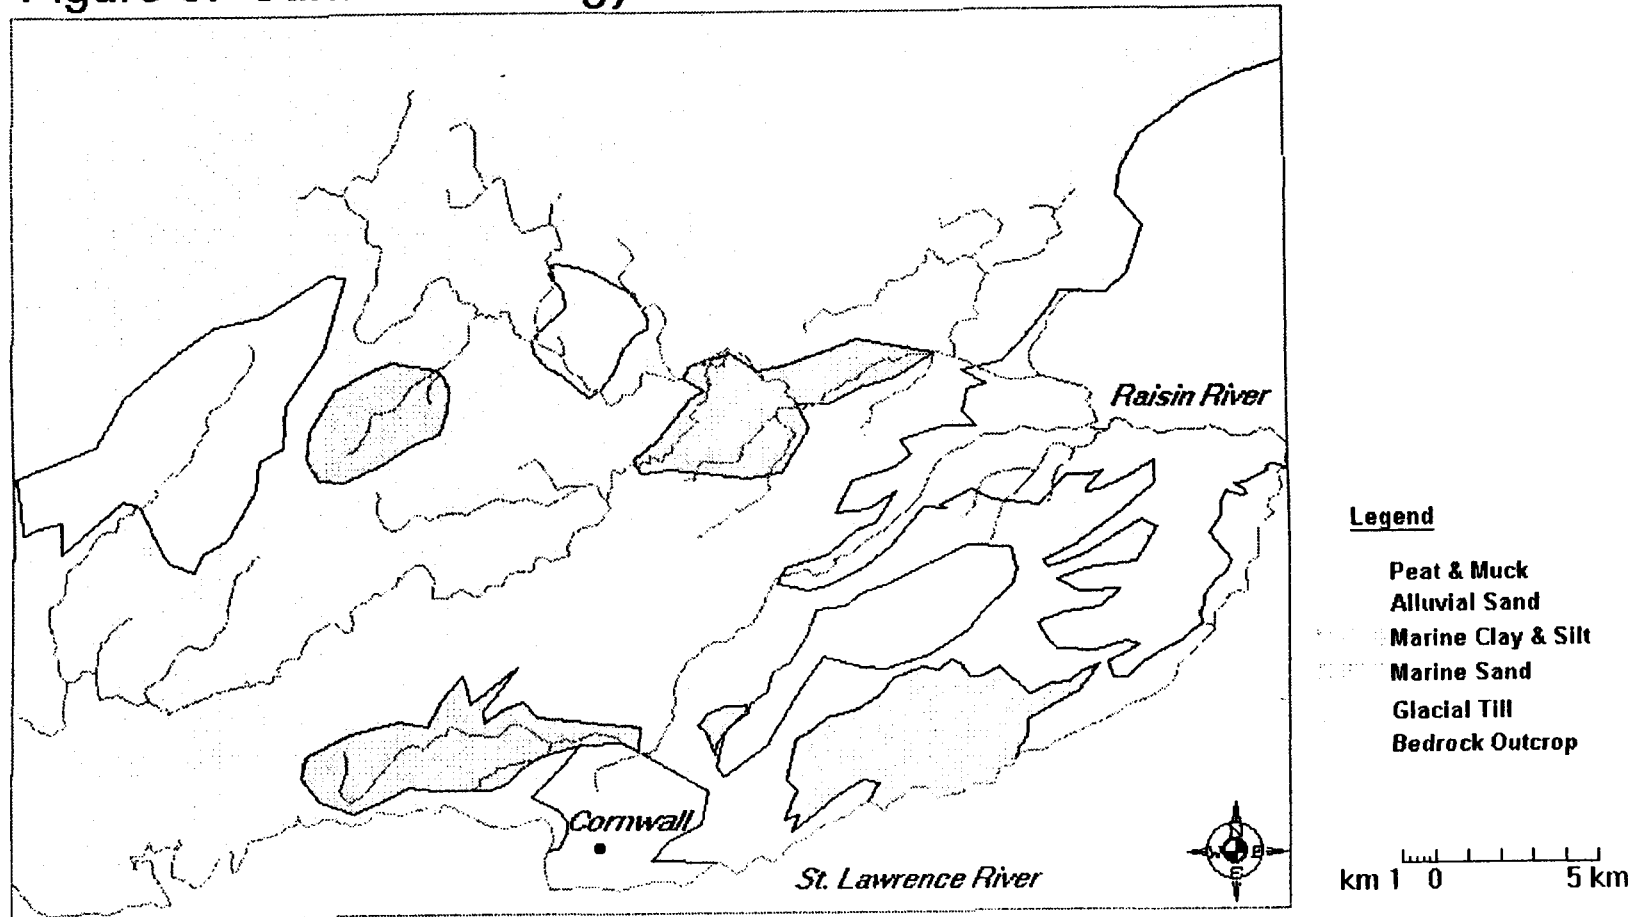 Raisin River
Cornwall
St. Lawrence River
N
W
E
E
Legend
Peat & Muck
Alluvial Sand
Marine Clay & Silt
Marine Sand
Glacial Till
Bedrock Outcrop
km 1 0 5 km